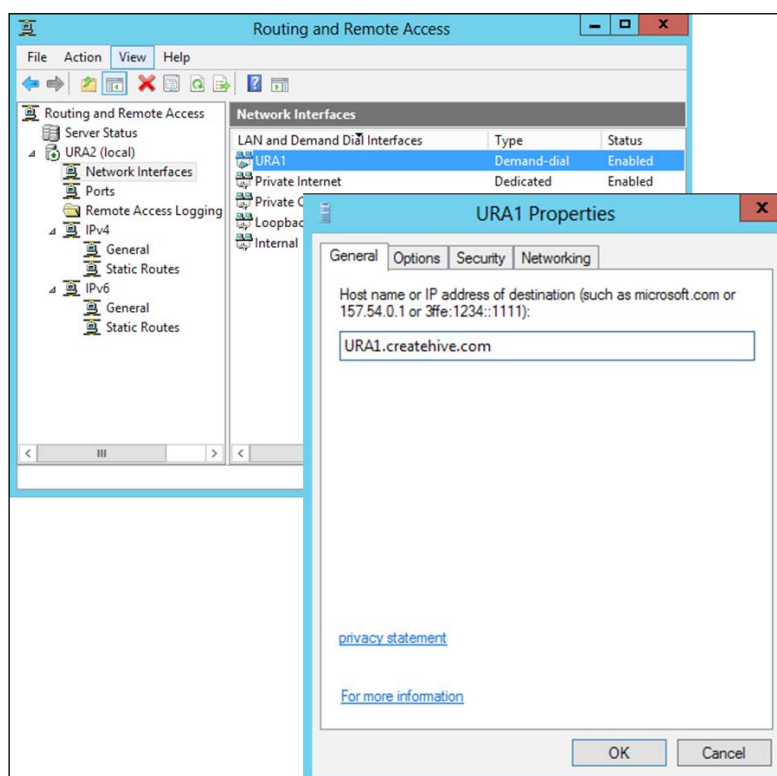 Routing and Remote Access
File Action View Help
Routing and Remote Access
Server Status
URA2 (local)
Network Interfaces
Ports
Remote Access Logging
IPv4
General
Static Routes
IPv6
General
Static Routes
Network Interfaces
LAN and Demand Dial Interfaces Type Status
URA1 Demand-dial Enabled
Private Internet Dedicated Enabled
Private
Internal
URA1 Properties
General Options Security Networking
Host name or IP address of destination (such as microsoft.com or
157.54.0.1 or 3ffe:1234::1111):
URA1.createhive.com
privacy statement
For more information
OK Cancel